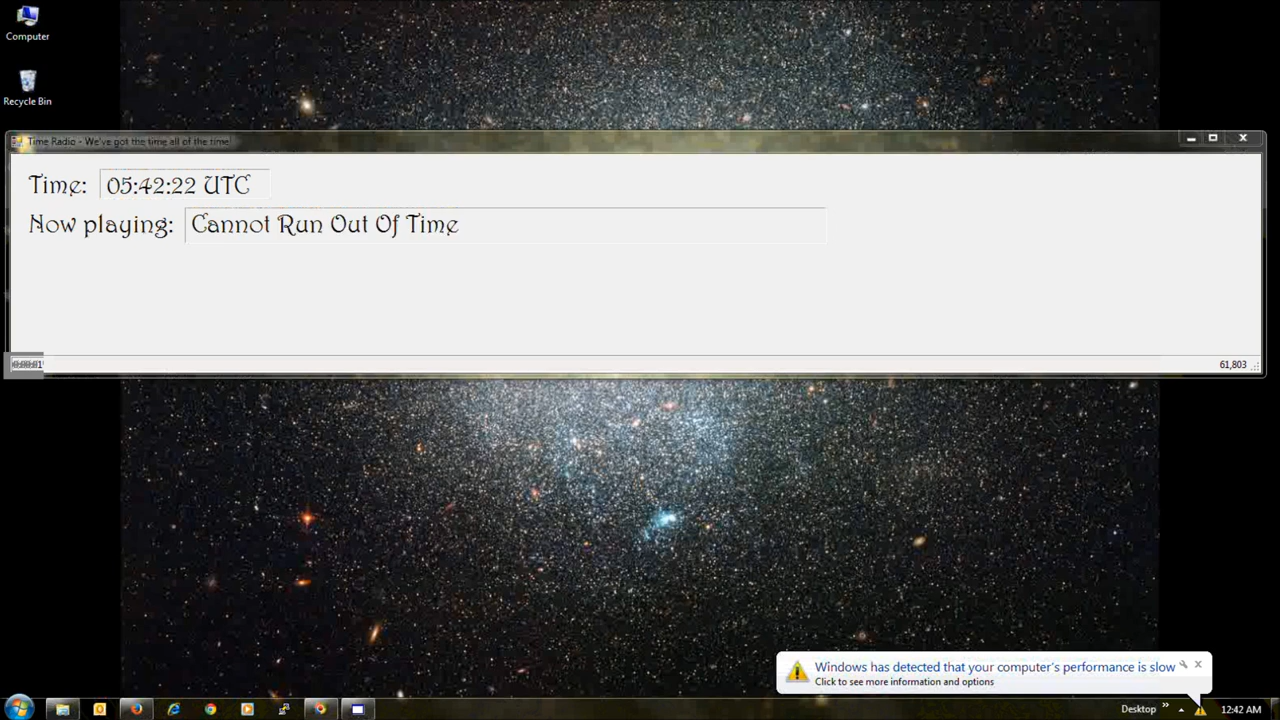 Computer
Recycle Bin
Time Radio - We've got the time all of the time!
Time: 05:42:22 UTC
Now playing: Cannot Run Out Of Time
61,803
Windows has detected that your computer's performance is slow
Click to see more information and options
Desktop
12:42 AM